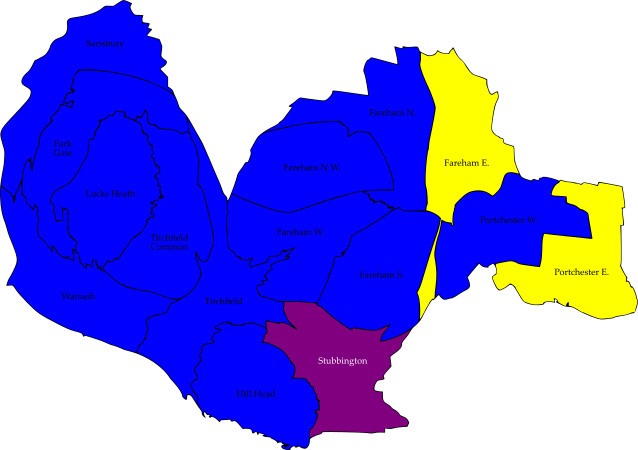 Sarisbury
Fareham N.
Park
Gate
Fareham E.
Fareham N.W.
Locks Heath
Portchester W.
Fareham W.
Titchfield
Common
Portchester E.
Fareham S.
Warsash
Titchfield
Stubbington
Hill Head